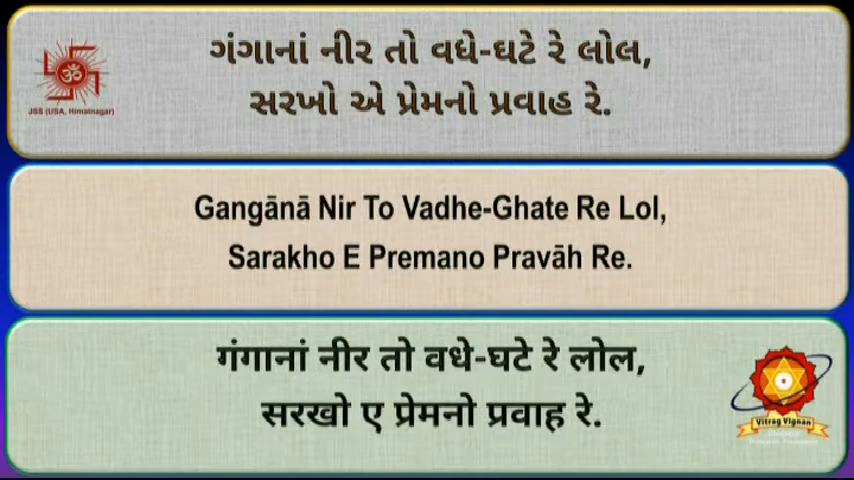 ગંગાનાં નીર તો વધે-ઘટે રે લોલ,
સરખો એ પ્રેમનો પ્રવાહ રે.
JSS (USA, Himatnagar)
Gangānā Nir To Vadhe-Ghate Re Lol,
Sarakho E Premano Pravāh Re.
गंगानां नीर तो वधे-घटे रे लोल,
सरखो ए प्रेमनो प्रवाह रे.
ॐ
Vitrag Vignan